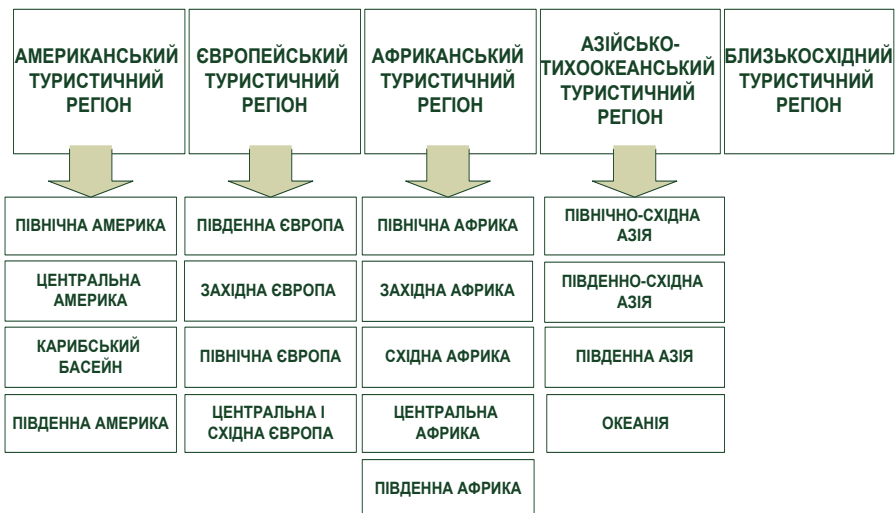 АМЕРИКАНСЬКИЙ
ТУРИСТИЧНИЙ
РЕГІОН
ЄВРОПЕЙСЬКИЙ
ТУРИСТИЧНИЙ
РЕГІОН
АФРИКАНСЬКИЙ
ТУРИСТИЧНИЙ
РЕГІОН
АЗІЙСЬКО-
ТИХООКЕАНСЬКИЙ
ТУРИСТИЧНИЙ
РЕГІОН
БЛИЗЬКОСХІДНИЙ
ТУРИСТИЧНИЙ
РЕГІОН
ПІВНІЧНА АМЕРИКА
ЦЕНТРАЛЬНА
АМЕРИКА
КАРИБСЬКИЙ
БАСЕЙН
ПІВДЕННА АМЕРИКА
ПІВДЕННА ЄВРОПА
ЗАХІДНА ЄВРОПА
ПІВНІЧНА ЄВРОПА
ЦЕНТРАЛЬНА І
СХІДНА ЄВРОПА
ПІВНІЧНА АФРИКА
ЗАХІДНА АФРИКА
СХІДНА АФРИКА
ЦЕНТРАЛЬНА
АФРИКА
ПІВДЕННА АФРИКА
ПІВНІЧНО-СХІДНА
АЗІЯ
ПІВДЕННО-СХІДНА
АЗІЯ
ПІВДЕННА АЗІЯ
ОКЕАНІЯ